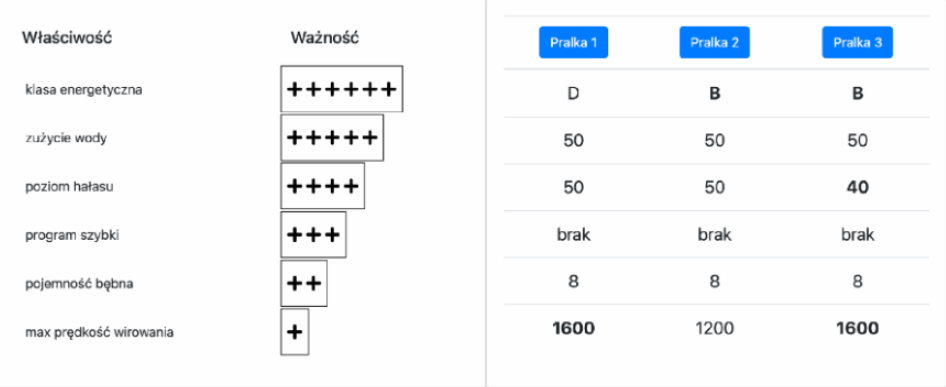 Właściwość Ważność Pralka 1 Pralka 2 Pralka 3
klasa energetyczna ++++++ D B B
zużycie wody +++++ 50 50 50
poziom hałasu ++++ 50 50 40
program szybki +++ brak brak brak
pojemność bębna ++ 8 8 8
max prędkość wirowania + 1600 1200 1600